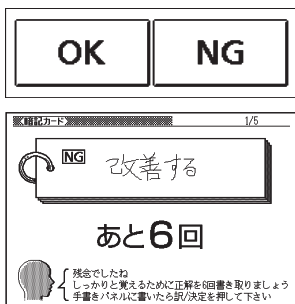 OK NG
暗記カード 1/5
NG 改善する
あと6回
残念でしたね
しっかりと覚えるために正解を6回書き取りましょう
手書きパネルに書いたら訳/決定を押して下さい